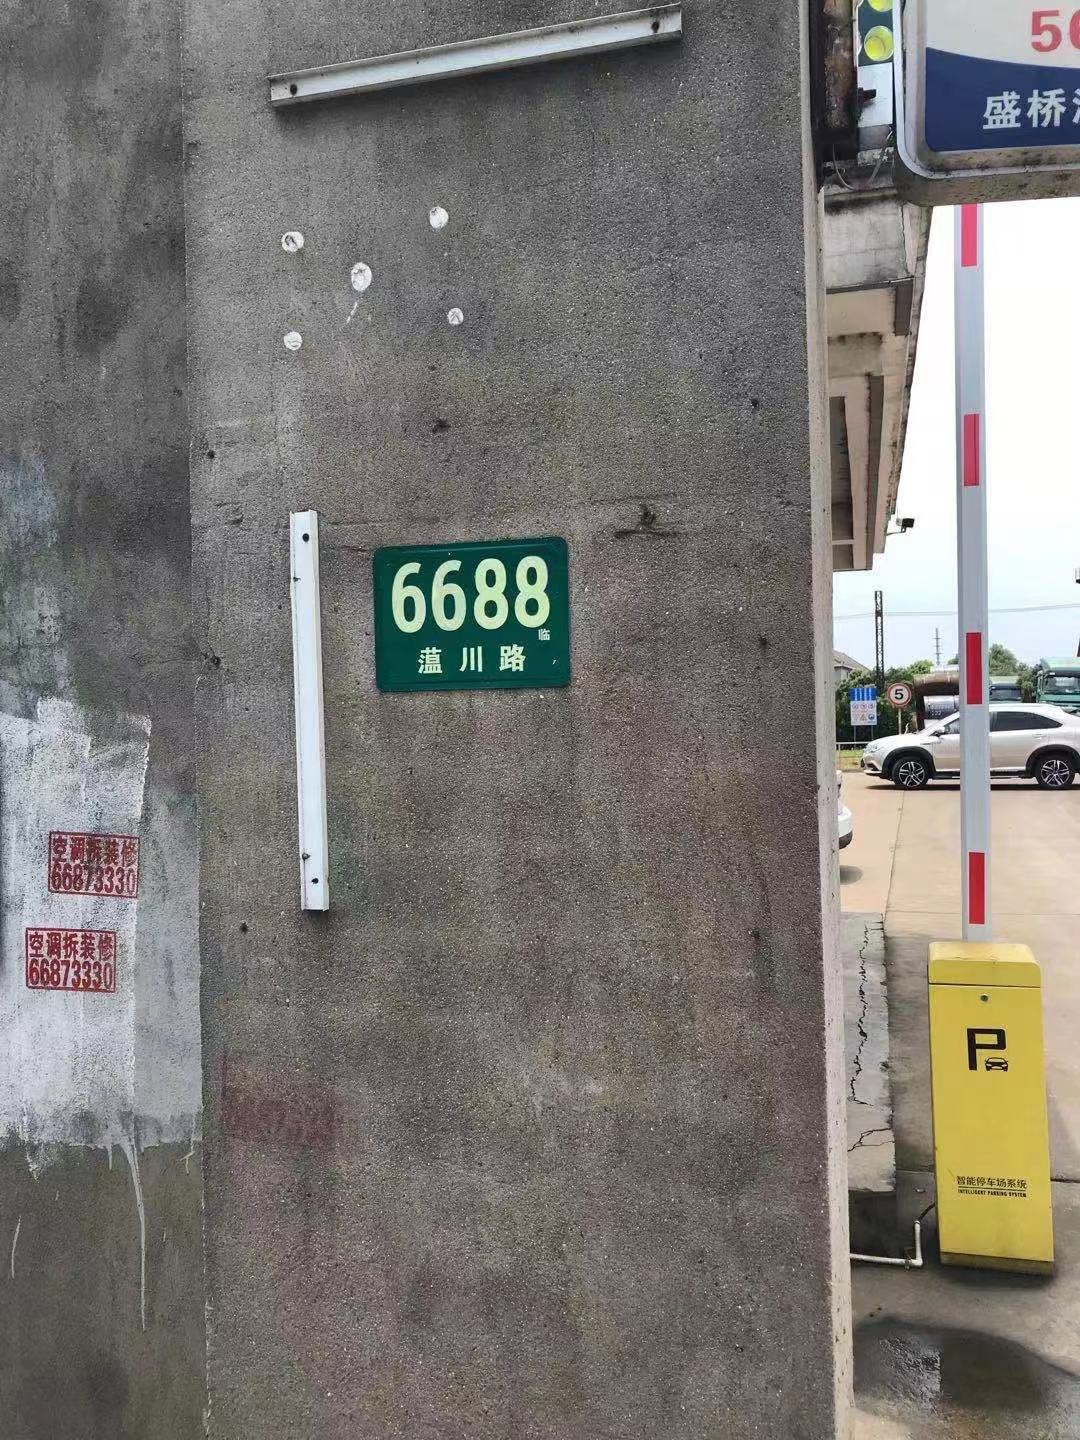 盛桥
6688
临
蕰川路
空调拆装修
66873330
空调拆装修
66873330
5
P
智能停车场系统
INTELLIGENT PARKING SYSTEM